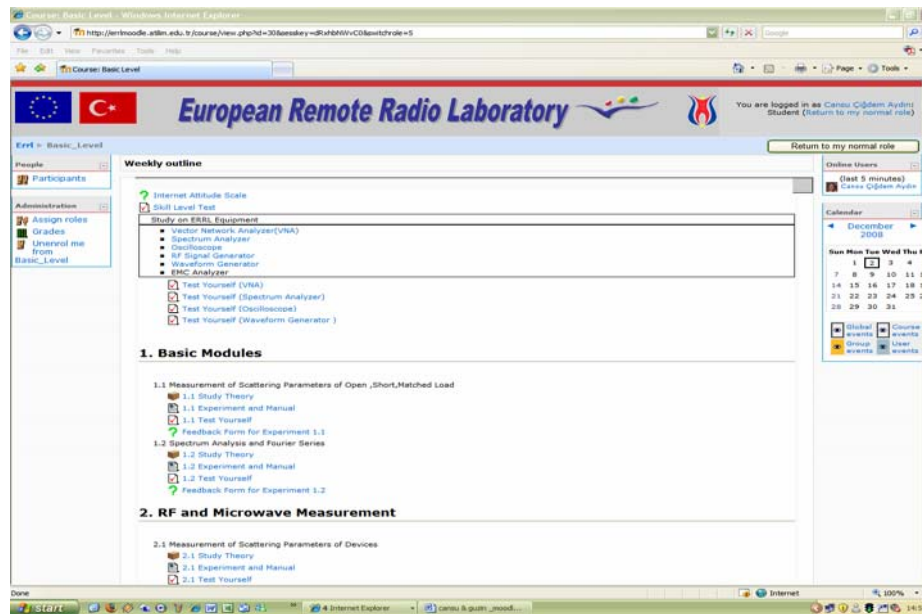 Course: Basic Level - Windows Internet Explorer
http://errlmoodle.atilim.edu.tr/course/view.php?id=30&sesskey=dRxhbNWvC0&switchrole=5
Google
File Edit View Favorites Tools Help
Course: Basic Level
Page Tools
European Remote Radio Laboratory
You are logged in as Cansu Çiğdem Aydın
Student (Return to my normal role)
Errl ► Basic_Level
Return to my normal role
People
Participants
Administration
Assign roles
Grades
Unenrol me
from
Basic_Level
Weekly outline
Internet Attitude Scale
Skill Level Test
Study on ERRL Equipment
Vector Network Analyzer(VNA)
Spectrum Analyzer
Oscilloscope
RF Signal Generator
Waveform Generator
EMC Analyzer
Test Yourself (VNA)
Test Yourself (Spectrum Analyzer)
Test Yourself (Oscilloscope)
Test Yourself (Waveform Generator )
1. Basic Modules
1.1 Measurement of Scattering Parameters of Open ,Short,Matched Load
1.1 Study Theory
1.1 Experiment and Manual
1.1 Test Yourself
Feedback Form for Experiment 1.1
1.2 Spectrum Analysis and Fourier Series
1.2 Study Theory
1.2 Experiment and Manual
1.2 Test Yourself
Feedback Form for Experiment 1.2
2. RF and Microwave Measurement
2.1 Measurement of Scattering Parameters of Devices
2.1 Study Theory
2.1 Experiment and Manual
2.1 Test Yourself
Online Users
(last 5 minutes)
Cansu Çiğdem Aydın
Calendar
◄ December ►
2008
Sun Mon Tue Wed Thu
1 2 3 4
7 8 9 10 11
14 15 16 17 18
21 22 23 24 25
28 29 30 31
Global events Course events
Group events User events
Done
Internet
100%
start
4 Internet Explorer
cansu & guzin _mood...